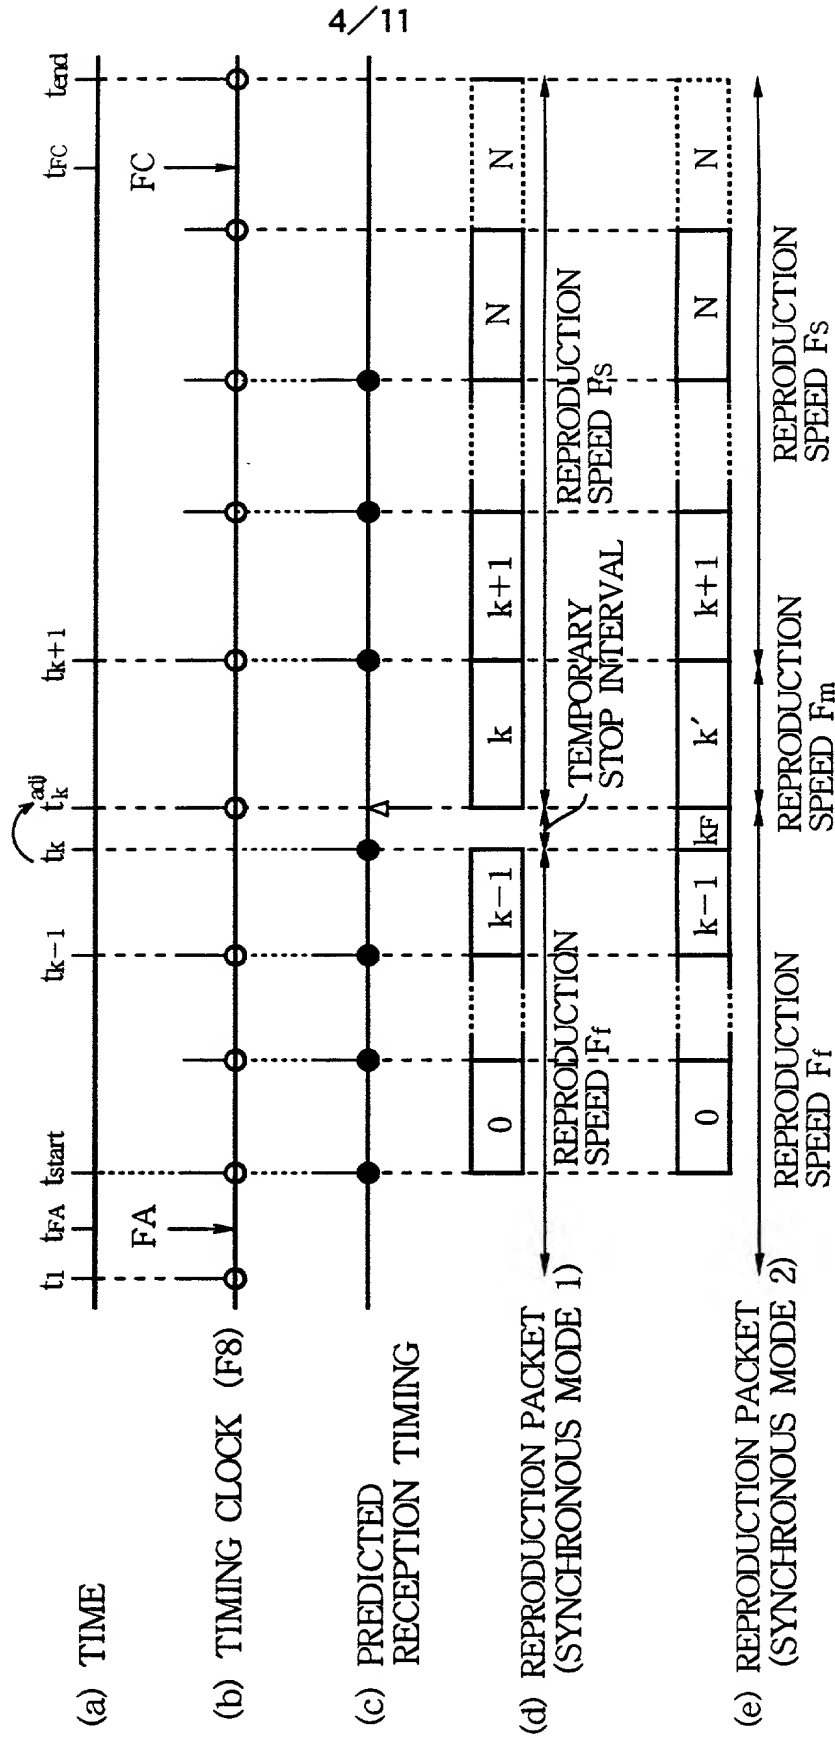 4/11
(a) TIME
t1
tFA
tstart
tk-1
tk
tk adj
tk+1
tFC
tend
(b) TIMING CLOCK (F8)
FA
FC
(c) PREDICTED
RECEPTION TIMING
(d) REPRODUCTION PACKET
(SYNCHRONOUS MODE 1)
0
k-1
k
k+1
N
N
REPRODUCTION
SPEED Ff
TEMPORARY
STOP INTERVAL
REPRODUCTION
SPEED Fs
(e) REPRODUCTION PACKET
(SYNCHRONOUS MODE 2)
0
k-1
kF
k′
k+1
N
N
REPRODUCTION
SPEED Ff
REPRODUCTION
SPEED Fm
REPRODUCTION
SPEED Fs